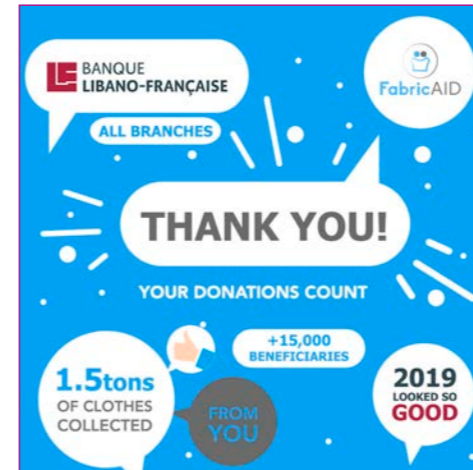 BANQUE
LIBANO-FRANÇAISE
ALL BRANCHES
FabricAID
THANK YOU!
YOUR DONATIONS COUNT
+15,000
BENEFICIARIES
1.5tons
OF CLOTHES
COLLECTED
FROM
YOU
2019
LOOKED SO
GOOD